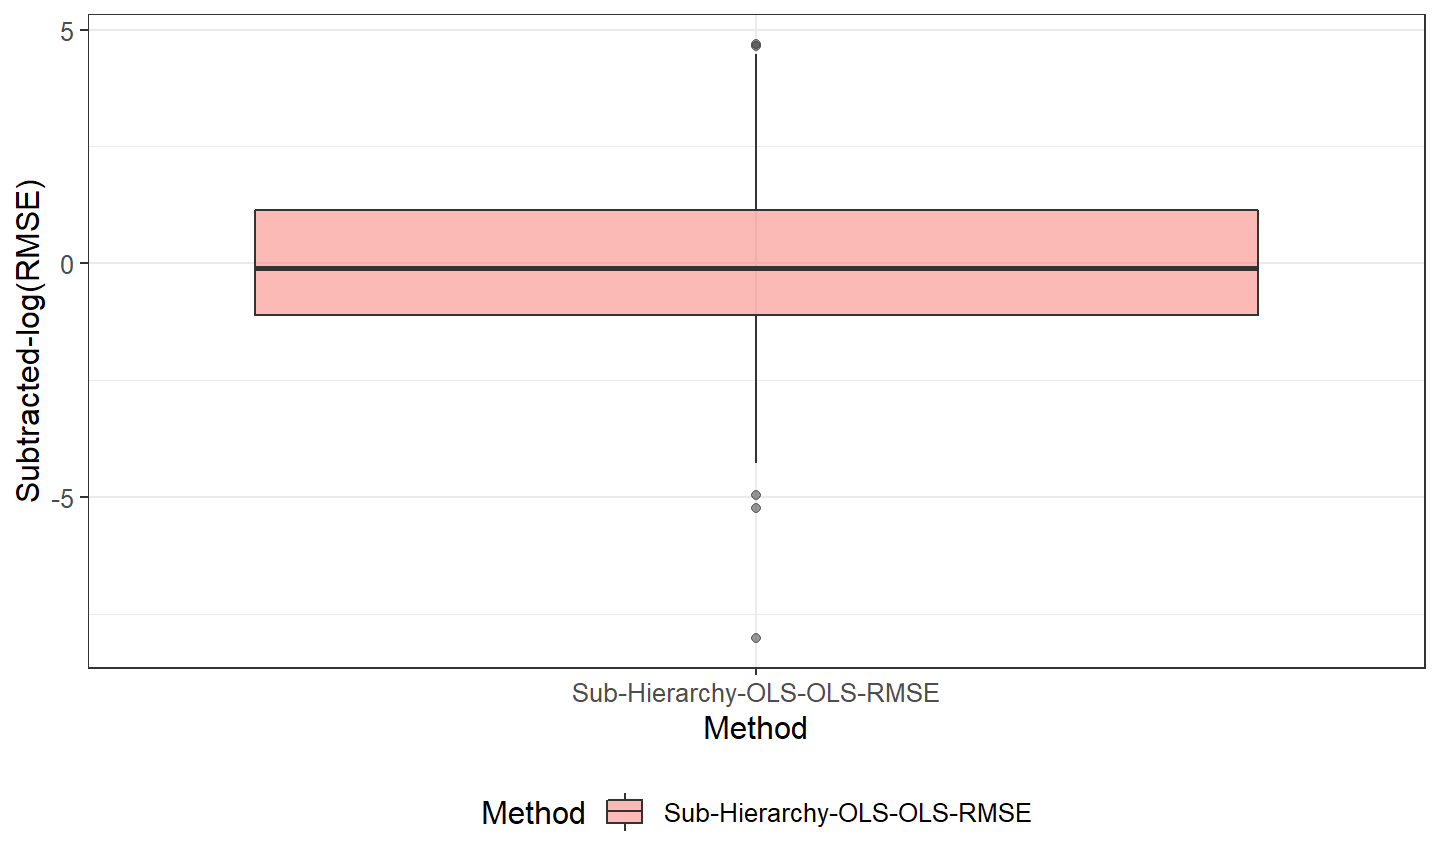 5
0
-5
Subtracted-log(RMSE)
Sub-Hierarchy-OLS-OLS-RMSE
Method
Method Sub-Hierarchy-OLS-OLS-RMSE